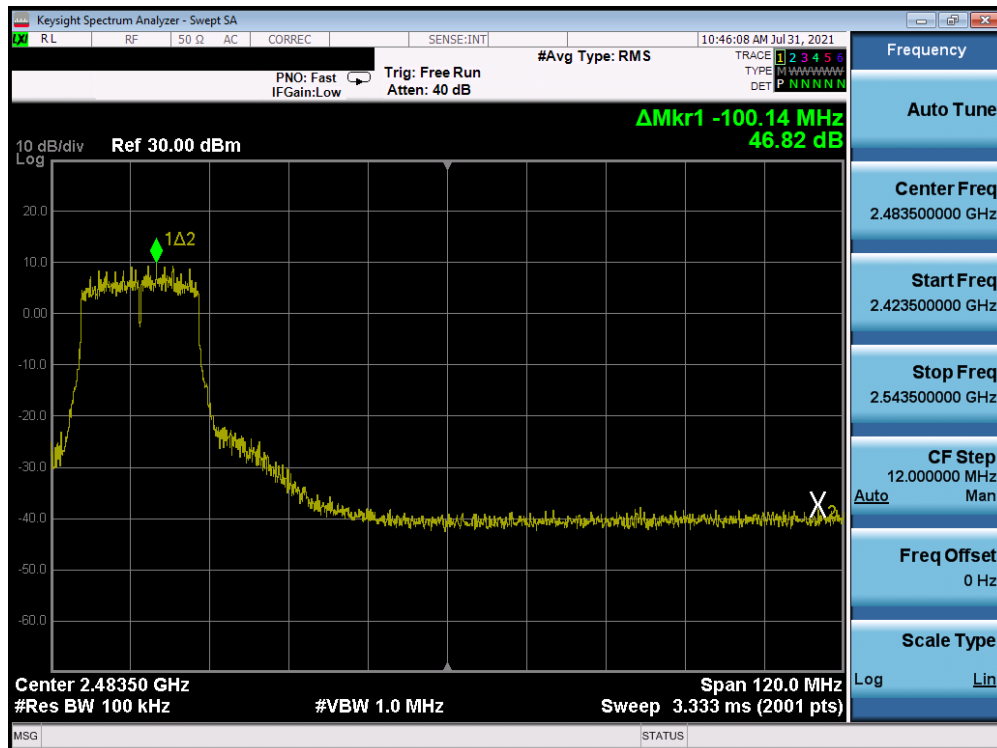 Keysight Spectrum Analyzer - Swept SA
LXI RL RF 50 Ω AC CORREC SENSE:INT 10:46:08 AM Jul 31, 2021
#Avg Type: RMS
TRACE 1 2 3 4 5 6
PNO: Fast Trig: Free Run
TYPE M WWWWWW
IFGain:Low Atten: 40 dB
DET P N N N N N
ΔMkr1 -100.14 MHz
46.82 dB
10 dB/div Ref 30.00 dBm
Log
20.0
1Δ2
10.0
0.00
-10.0
-20.0
-30.0
X2
-40.0
-50.0
-60.0
Center 2.48350 GHz Span 120.0 MHz
#Res BW 100 kHz #VBW 1.0 MHz Sweep 3.333 ms (2001 pts)
MSG STATUS
Frequency
Auto Tune
Center Freq
2.483500000 GHz
Start Freq
2.423500000 GHz
Stop Freq
2.543500000 GHz
CF Step
12.000000 MHz
Auto Man
Freq Offset
0 Hz
Scale Type
Log Lin